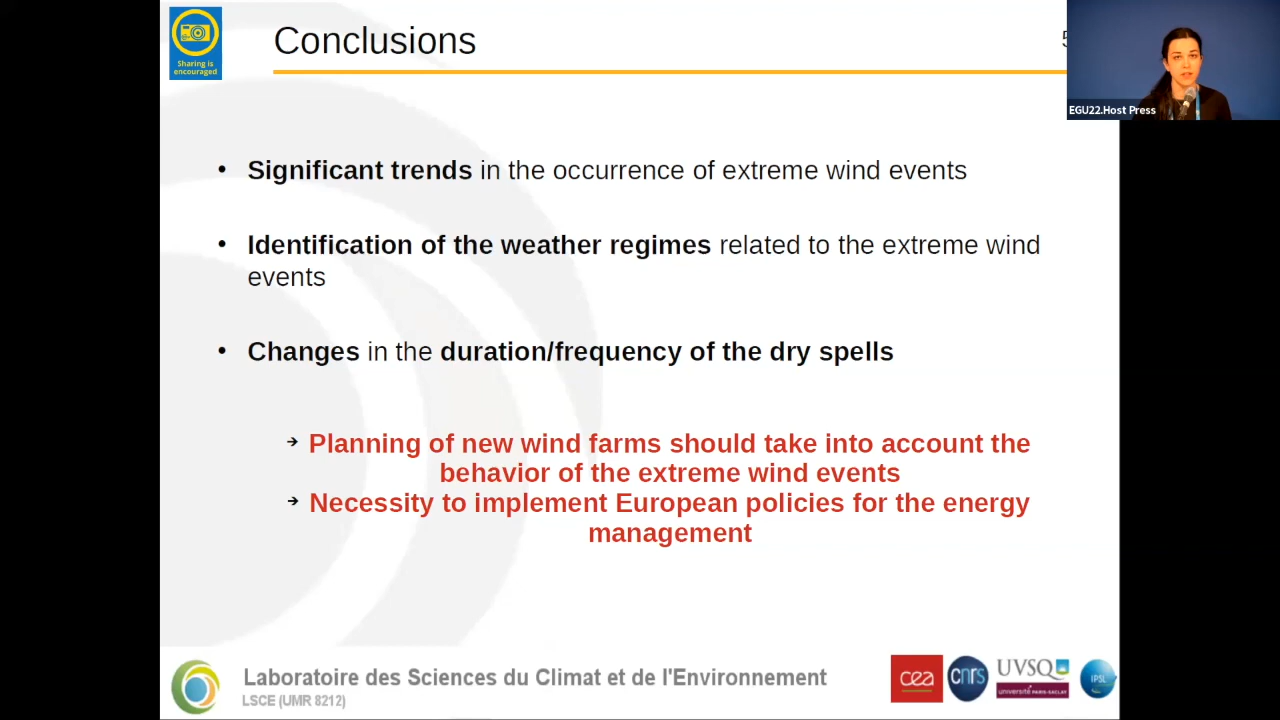 Sharing is
encouraged
Conclusions
5
EGU22.Host Press
• Significant trends in the occurrence of extreme wind events
• Identification of the weather regimes related to the extreme wind
events
• Changes in the duration/frequency of the dry spells
→ Planning of new wind farms should take into account the
behavior of the extreme wind events
→ Necessity to implement European policies for the energy
management
Laboratoire des Sciences du Climat et de l'Environnement
LSCE (UMR 8212)
cea
cnrs
UVSQ
université PARIS-SACLAY
IPSL